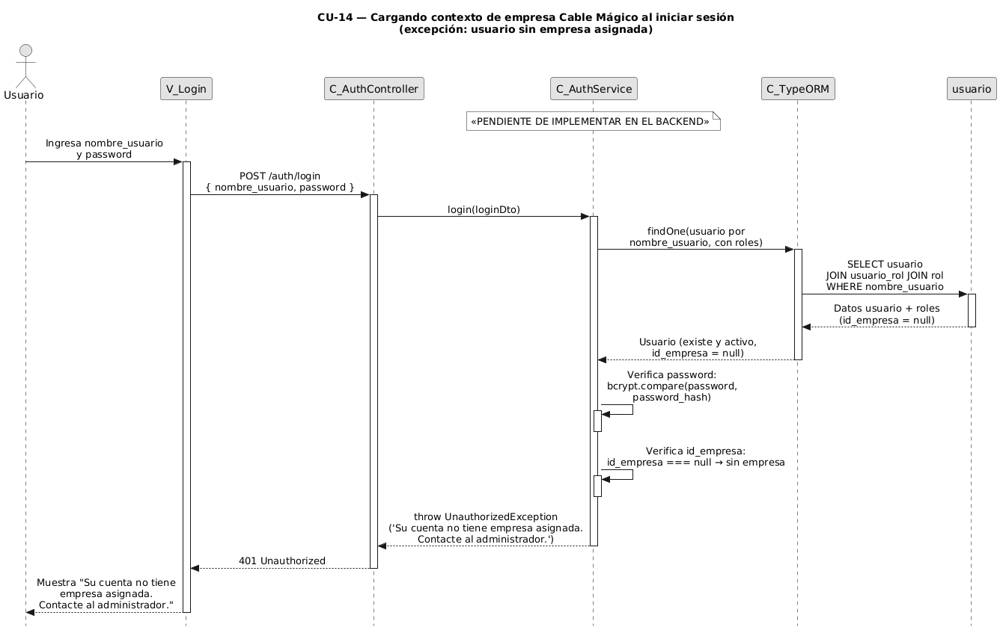 CU-14 — Cargando contexto de empresa Cable Mágico al iniciar sesión
(excepción: usuario sin empresa asignada)
Usuario
V_Login
C_AuthController
C_AuthService
C_TypeORM
usuario
«PENDIENTE DE IMPLEMENTAR EN EL BACKEND»
Ingresa nombre_usuario
y password
POST /auth/login
{ nombre_usuario, password }
login(loginDto)
findOne(usuario por
nombre_usuario, con roles)
SELECT usuario
JOIN usuario_rol JOIN rol
WHERE nombre_usuario
Datos usuario + roles
(id_empresa = null)
Usuario (existe y activo,
id_empresa = null)
Verifica password:
bcrypt.compare(password,
password_hash)
Verifica id_empresa:
id_empresa === null → sin empresa
throw UnauthorizedException
('Su cuenta no tiene empresa asignada.
Contacte al administrador.')
401 Unauthorized
Muestra "Su cuenta no tiene
empresa asignada.
Contacte al administrador."